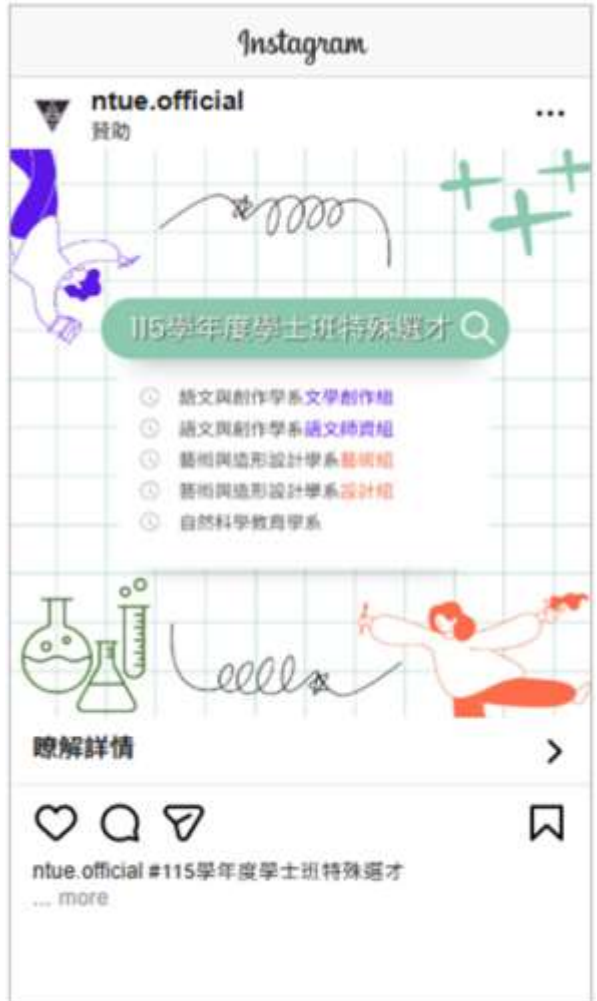 Instagram
ntue.official
贊助
115學年度學士班特殊選才
語文與創作學系文學創作組
語文與創作學系語文師資組
藝術與造形設計學系藝術組
藝術與造形設計學系設計組
自然科學教育學系
瞭解詳情
ntue.official #115學年度學士班特殊選才
... more